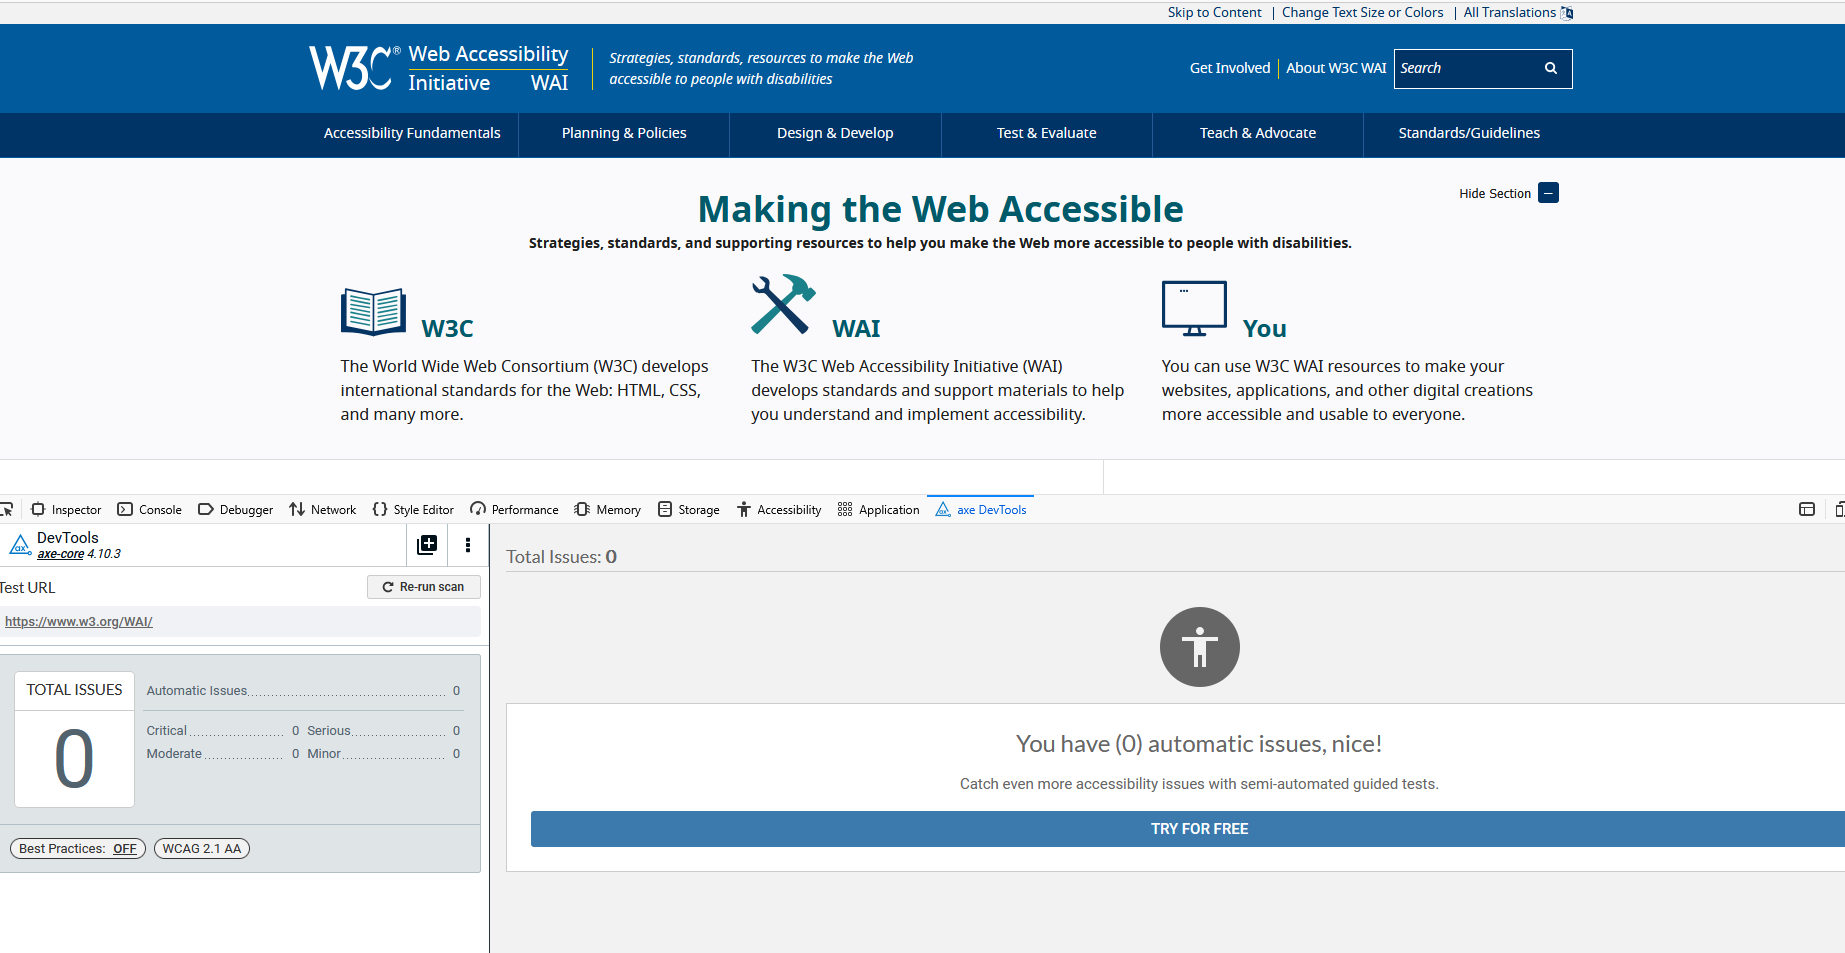 Skip to Content | Change Text Size or Colors | All Translations
W3C® Web Accessibility Initiative WAI
Strategies, standards, resources to make the Web
accessible to people with disabilities
Get Involved About W3C WAI Search
Accessibility Fundamentals Planning & Policies Design & Develop Test & Evaluate Teach & Advocate Standards/Guidelines
Hide Section
Making the Web Accessible
Strategies, standards, and supporting resources to help you make the Web more accessible to people with disabilities.
W3C
The World Wide Web Consortium (W3C) develops
international standards for the Web: HTML, CSS,
and many more.
WAI
The W3C Web Accessibility Initiative (WAI)
develops standards and support materials to help
you understand and implement accessibility.
You
You can use W3C WAI resources to make your
websites, applications, and other digital creations
more accessible and usable to everyone.
Inspector Console Debugger Network Style Editor Performance Memory Storage Accessibility Application axe DevTools
DevTools
axe-core 4.10.3
Test URL
Re-run scan
https://www.w3.org/WAI/
TOTAL ISSUES
0
Automatic Issues 0
Critical 0 Serious 0
Moderate 0 Minor 0
Best Practices: OFF WCAG 2.1 AA
Total Issues: 0
You have (0) automatic issues, nice!
Catch even more accessibility issues with semi-automated guided tests.
TRY FOR FREE